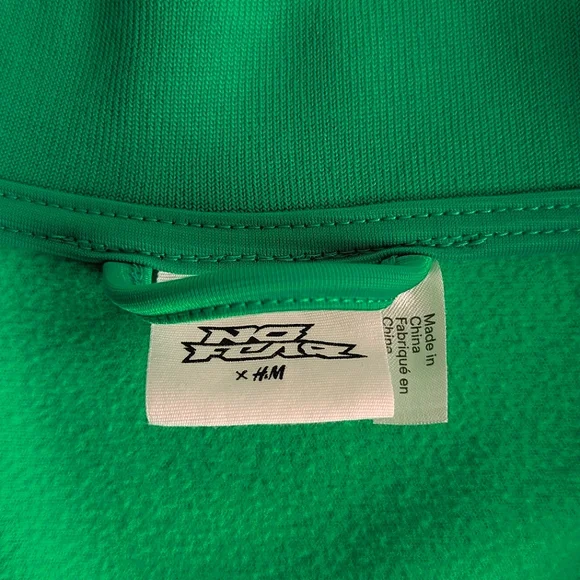 NO
FEAR
x H&M
Made in
China
Fabriqué en
Chine